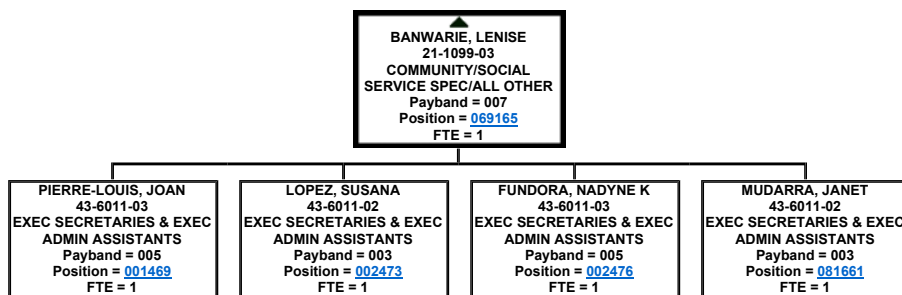 BANWARIE, LENISE
21-1099-03
COMMUNITY/SOCIAL
SERVICE SPEC/ALL OTHER
Payband = 007
Position = 069165
FTE = 1
PIERRE-LOUIS, JOAN
43-6011-03
EXEC SECRETARIES & EXEC
ADMIN ASSISTANTS
Payband = 005
Position = 001469
FTE = 1
LOPEZ, SUSANA
43-6011-02
EXEC SECRETARIES & EXEC
ADMIN ASSISTANTS
Payband = 003
Position = 002473
FTE = 1
FUNDORA, NADYNE K
43-6011-03
EXEC SECRETARIES & EXEC
ADMIN ASSISTANTS
Payband = 005
Position = 002476
FTE = 1
MUDARRA, JANET
43-6011-02
EXEC SECRETARIES & EXEC
ADMIN ASSISTANTS
Payband = 003
Position = 081661
FTE = 1